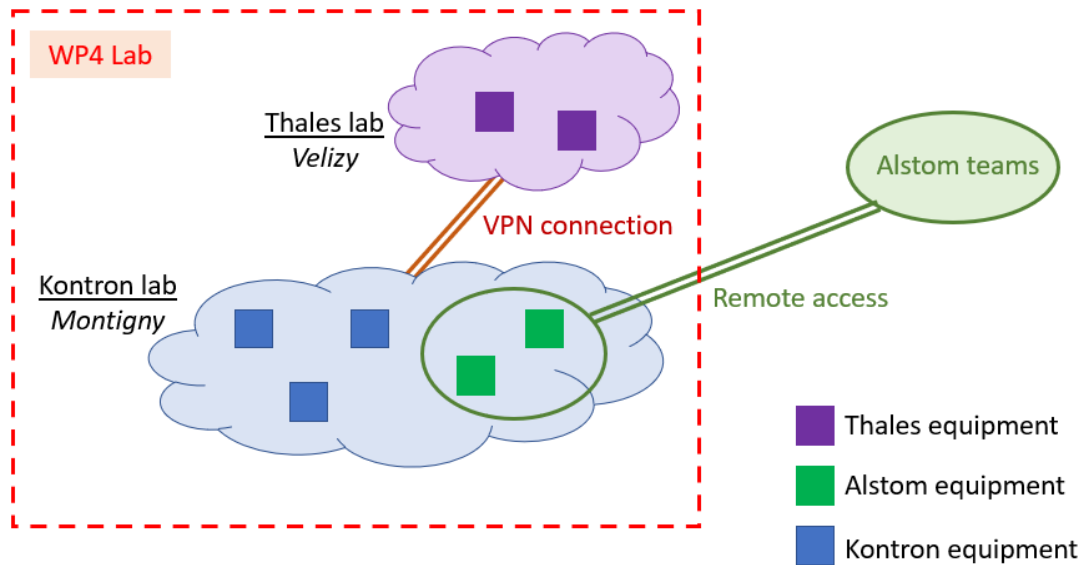 WP4 Lab
Thales lab
Velizy
Alstom teams
VPN connection
Kontron lab
Montigny
Remote access
Thales equipment
Alstom equipment
Kontron equipment